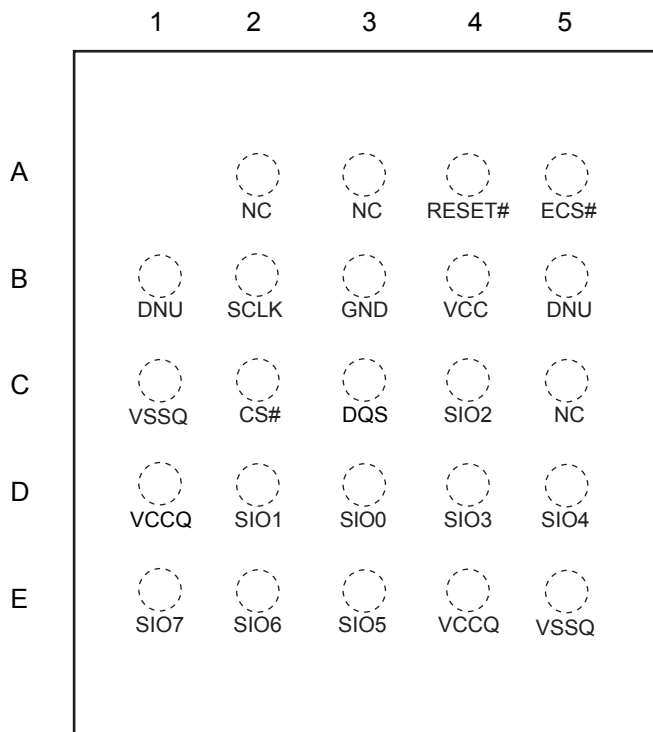 1 2 3 4 5
A
NC NC RESET# ECS#
B
DNU SCLK GND VCC DNU
C
VSSQ CS# DQS SIO2 NC
D
VCCQ SIO1 SIO0 SIO3 SIO4
E
SIO7 SIO6 SIO5 VCCQ VSSQ